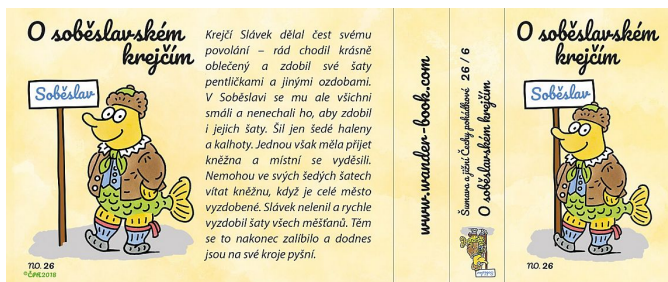 O soběslavském
krejčím
Soběslav
NO. 26
©ČÁPEK2018
Krejčí Slávek dělal čest svému
povolání – rád chodil krásně
oblečený a zdobil své šaty
pentličkami a jinými ozdobami.
V Soběslavi se mu ale všichni
smáli a nenechali ho, aby zdobil
i jejich šaty. Šil jen šedé haleny
a kalhoty. Jednou však měla přijet
kněžna a místní se vyděsili.
Nemohou ve svých šedých šatech
vítat kněžnu, když je celé město
vyzdobené. Slávek nelenil a rychle
vyzdobil šaty všech měšťanů. Těm
se to nakonec zalíbilo a dodnes
jsou na své kroje pyšní.
www.wander-book.com
Šumava a jižní Čechy pohádkové 26 / 6
O soběslavském krejčím
O soběslavském
krejčím
Soběslav
NO. 26